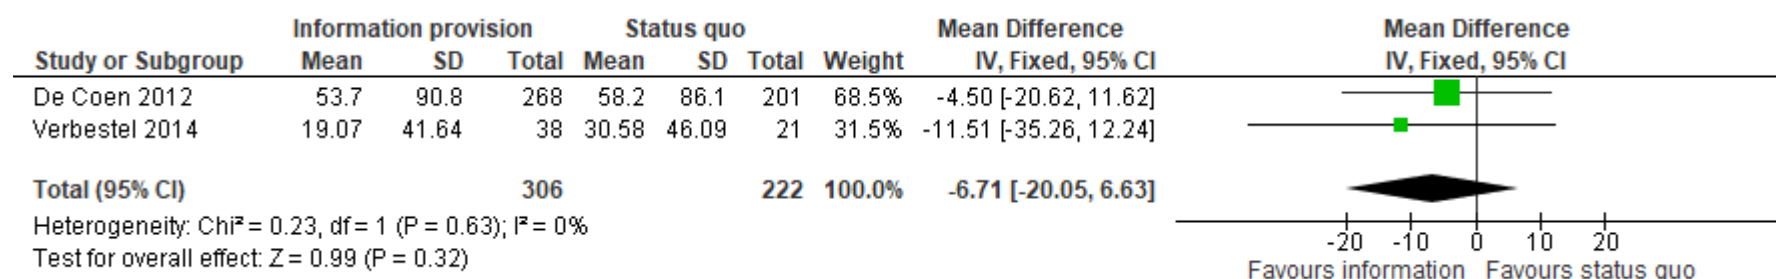 Information provision Status quo Mean Difference Mean Difference
Study or Subgroup Mean SD Total Mean SD Total Weight IV, Fixed, 95% CI IV, Fixed, 95% CI
De Coen 2012 53.7 90.8 268 58.2 86.1 201 68.5% -4.50 [-20.62, 11.62]
Verbestel 2014 19.07 41.64 38 30.58 46.09 21 31.5% -11.51 [-35.26, 12.24]
Total (95% CI) 306 222 100.0% -6.71 [-20.05, 6.63]
Heterogeneity: Chi² = 0.23, df = 1 (P = 0.63); I² = 0%
Test for overall effect: Z = 0.99 (P = 0.32)
-20 -10 0 10 20
Favours information Favours status quo